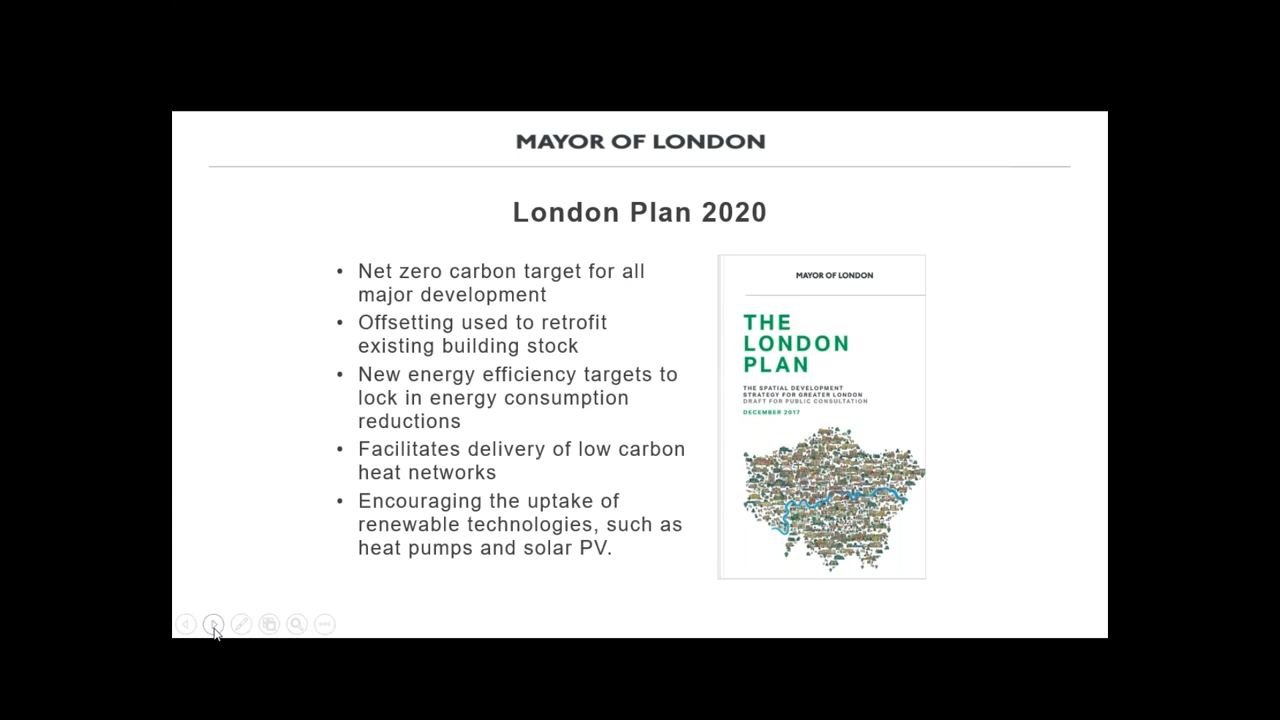 MAYOR OF LONDON
London Plan 2020
• Net zero carbon target for all
major development
• Offsetting used to retrofit
existing building stock
• New energy efficiency targets to
lock in energy consumption
reductions
• Facilitates delivery of low carbon
heat networks
• Encouraging the uptake of
renewable technologies, such as
heat pumps and solar PV.
MAYOR OF LONDON
THE
LONDON
PLAN
THE SPATIAL DEVELOPMENT
STRATEGY FOR GREATER LONDON
DRAFT FOR PUBLIC CONSULTATION
DECEMBER 2017